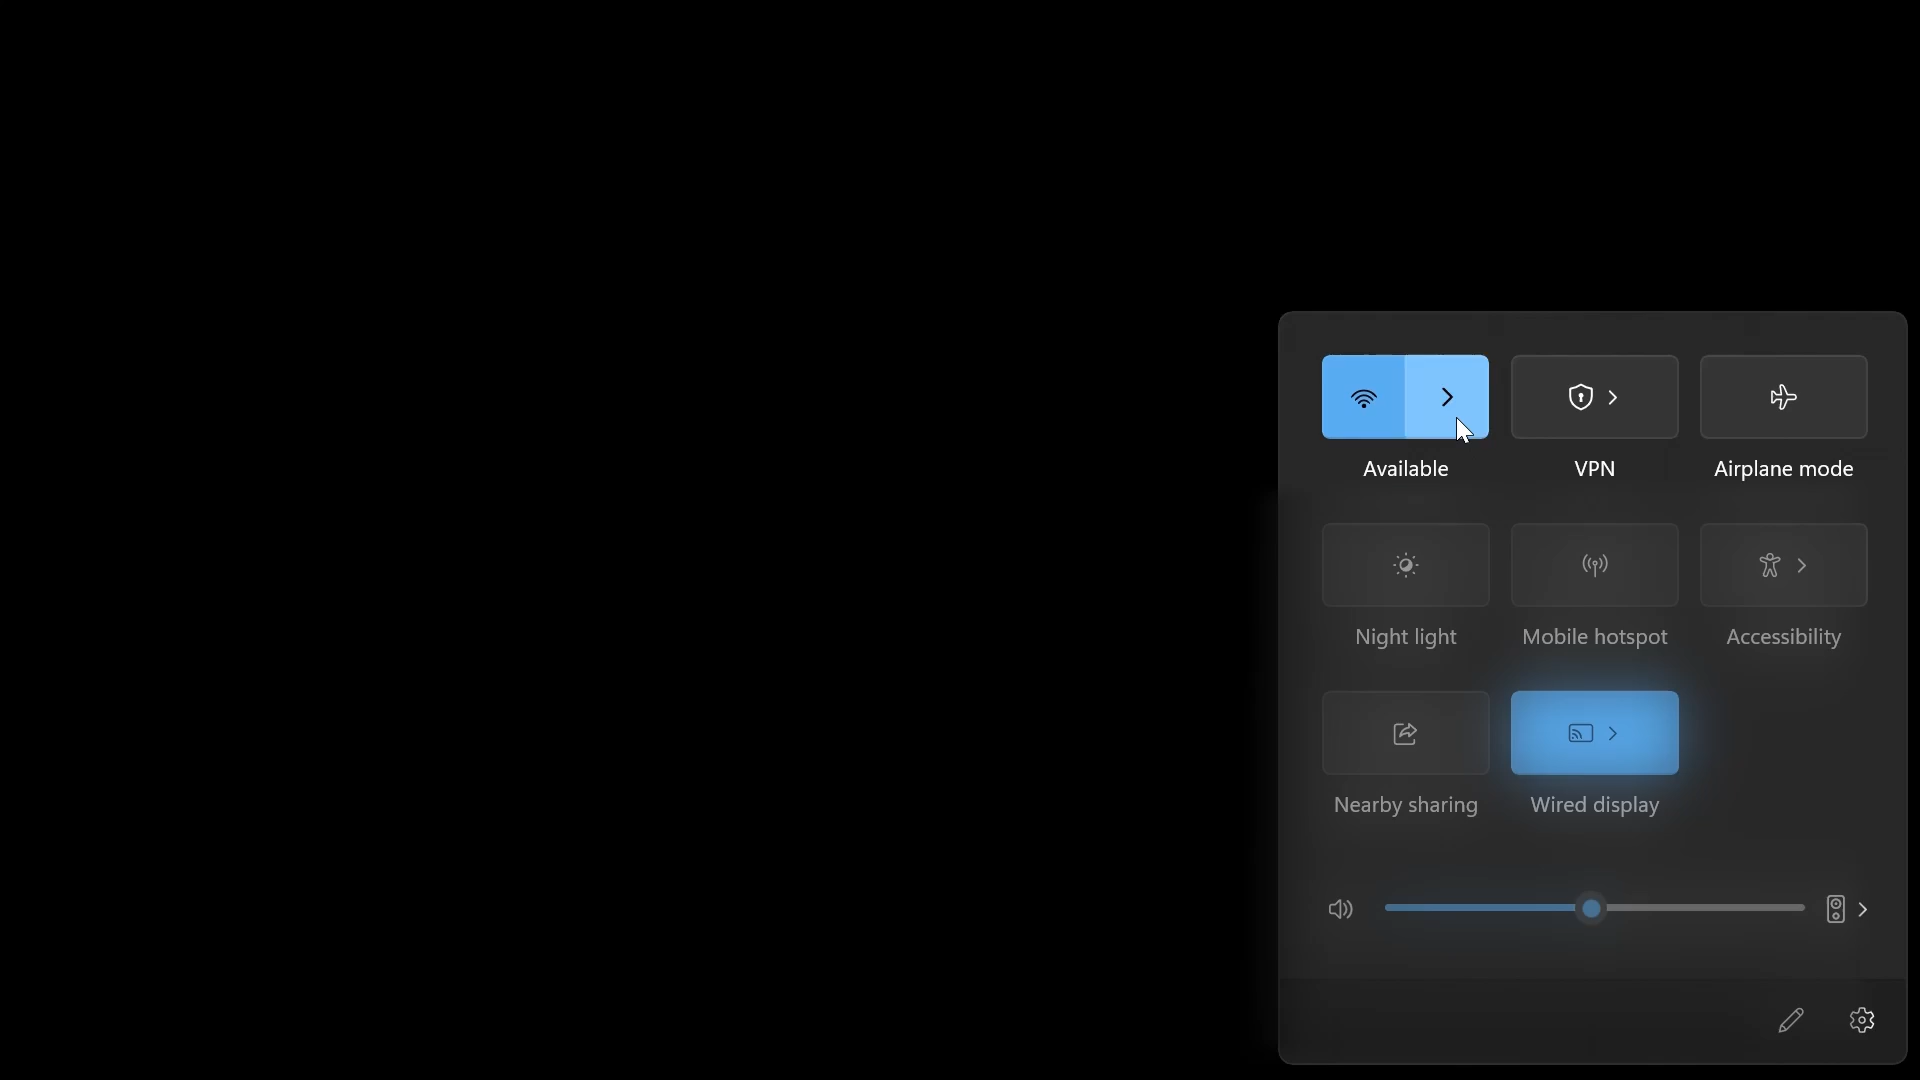 Available
VPN
Airplane mode
Night light
Mobile hotspot
Accessibility
Nearby sharing
Wired display